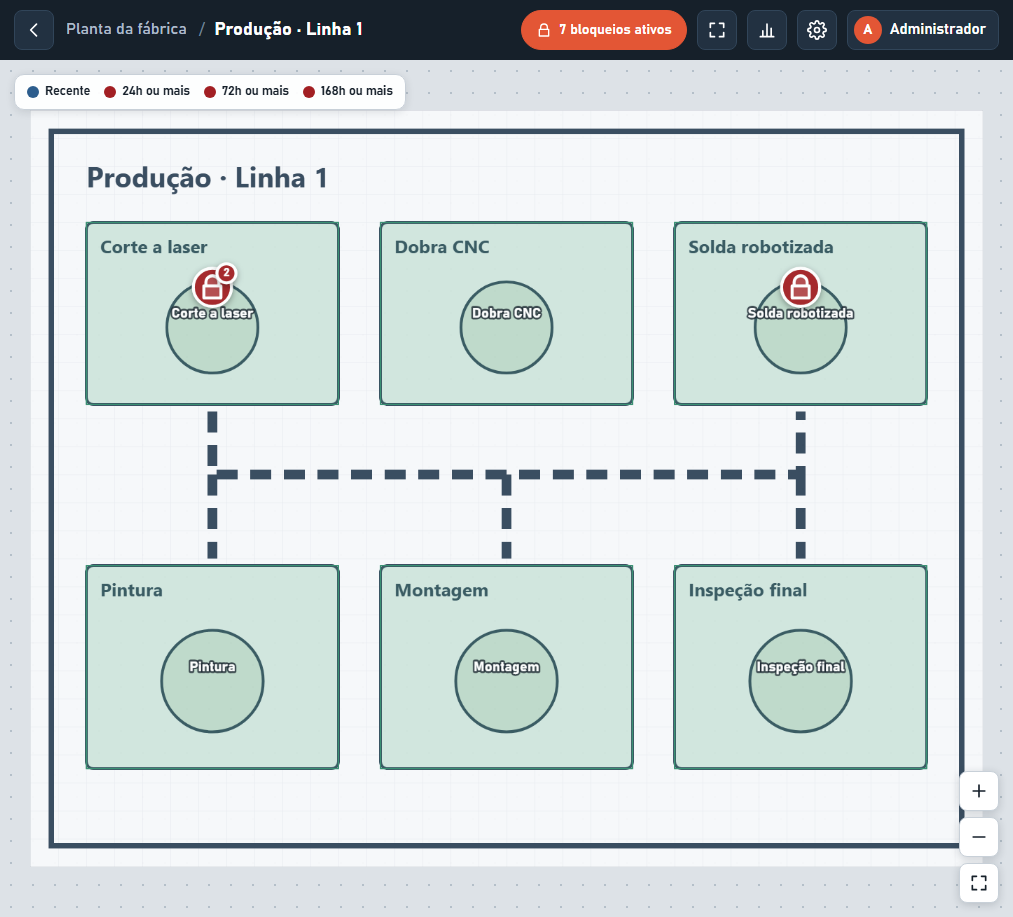 Planta da fábrica / Produção · Linha 1
7 bloqueios ativos
A Administrador
Recente
24h ou mais
72h ou mais
168h ou mais
Produção · Linha 1
Corte a laser
2
Corte a laser
Dobra CNC
Dobra CNC
Solda robotizada
Solda robotizada
Pintura
Pintura
Montagem
Montagem
Inspeção final
Inspeção final